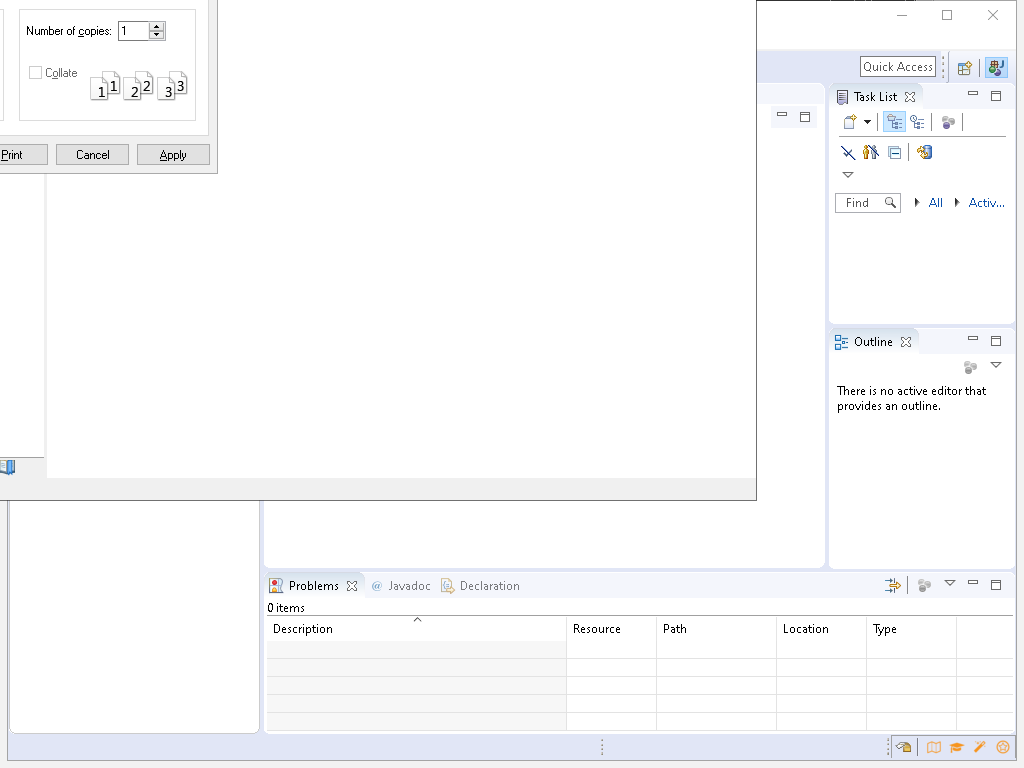 Number of copies: 1
Collate
1 1 2 2 3 3
Print Cancel Apply
Quick Access
Task List
Find
All
Activ...
Outline
There is no active editor that
provides an outline.
Problems @ Javadoc Declaration
0 items
Description Resource Path Location Type